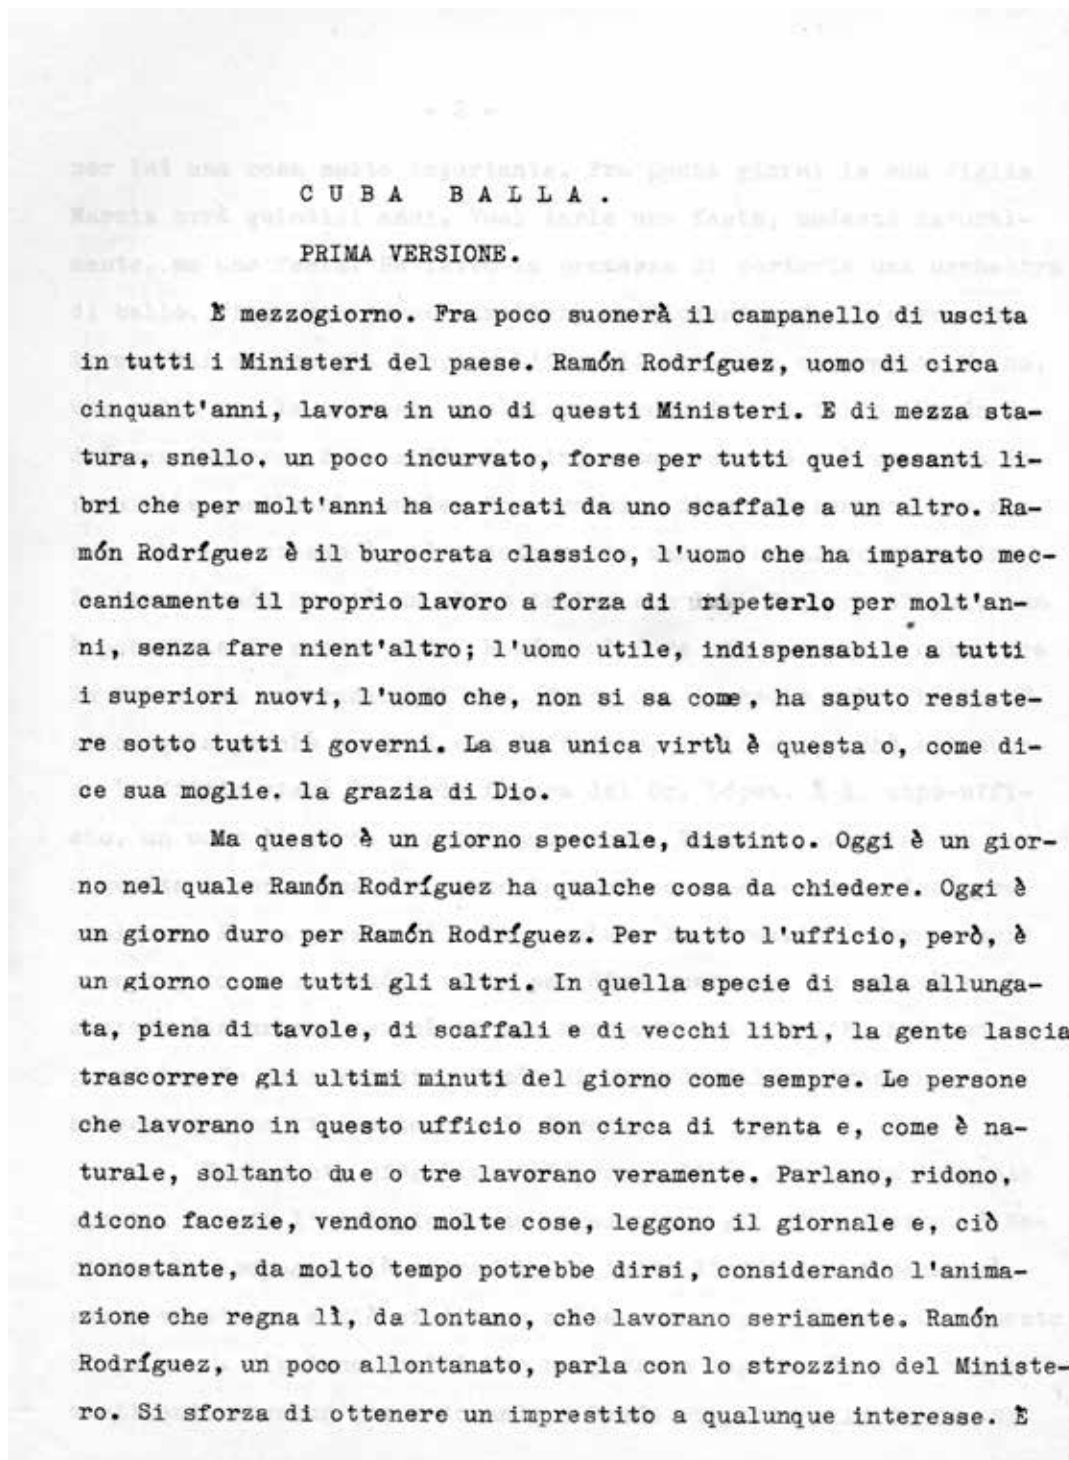 CUBA BALLA.
PRIMA VERSIONE.
È mezzogiorno. Fra poco suonerà il campanello di uscita
in tutti i Ministeri del paese. Ramón Rodríguez, uomo di circa
cinquant'anni, lavora in uno di questi Ministeri. E di mezza sta-
tura, snello, un poco incurvato, forse per tutti quei pesanti li-
bri che per molt'anni ha caricati da uno scaffale a un altro. Ra-
món Rodríguez è il burocrata classico, l'uomo che ha imparato mec-
canicamente il proprio lavoro a forza di ripeterlo per molt'an-
ni, senza fare nient'altro; l'uomo utile, indispensabile a tutti
i superiori nuovi, l'uomo che, non si sa come, ha saputo resiste-
re sotto tutti i governi. La sua unica virtù è questa o, come di-
ce sua moglie. la grazia di Dio.
Ma questo è un giorno speciale, distinto. Oggi è un gior-
no nel quale Ramón Rodríguez ha qualche cosa da chiedere. Oggi è
un giorno duro per Ramón Rodríguez. Per tutto l'ufficio, però, è
un giorno come tutti gli altri. In quella specie di sala allunga-
ta, piena di tavole, di scaffali e di vecchi libri, la gente lascia
trascorrere gli ultimi minuti del giorno come sempre. Le persone
che lavorano in questo ufficio son circa di trenta e, come è na-
turale, soltanto due o tre lavorano veramente. Parlano, ridono,
dicono facezie, vendono molte cose, leggono il giornale e, ciò
nonostante, da molto tempo potrebbe dirsi, considerando l'anima-
zione che regna lì, da lontano, che lavorano seriamente. Ramón
Rodríguez, un poco allontanato, parla con lo strozzino del Ministe-
ro. Si sforza di ottenere un imprestito a qualunque interesse. È